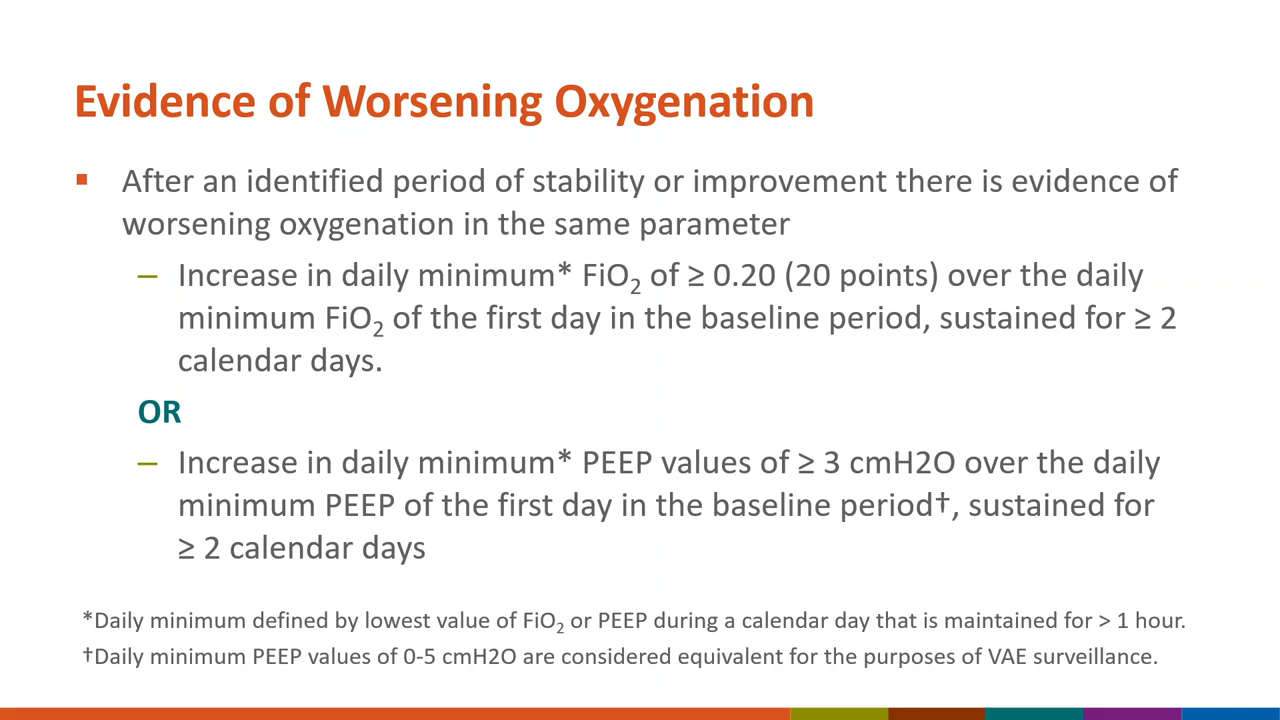 Evidence of Worsening Oxygenation
▪ After an identified period of stability or improvement there is evidence of
worsening oxygenation in the same parameter
– Increase in daily minimum* FiO₂ of ≥ 0.20 (20 points) over the daily
minimum FiO₂ of the first day in the baseline period, sustained for ≥ 2
calendar days.
OR
– Increase in daily minimum* PEEP values of ≥ 3 cmH2O over the daily
minimum PEEP of the first day in the baseline period†, sustained for
≥ 2 calendar days
*Daily minimum defined by lowest value of FiO₂ or PEEP during a calendar day that is maintained for > 1 hour.
†Daily minimum PEEP values of 0-5 cmH2O are considered equivalent for the purposes of VAE surveillance.